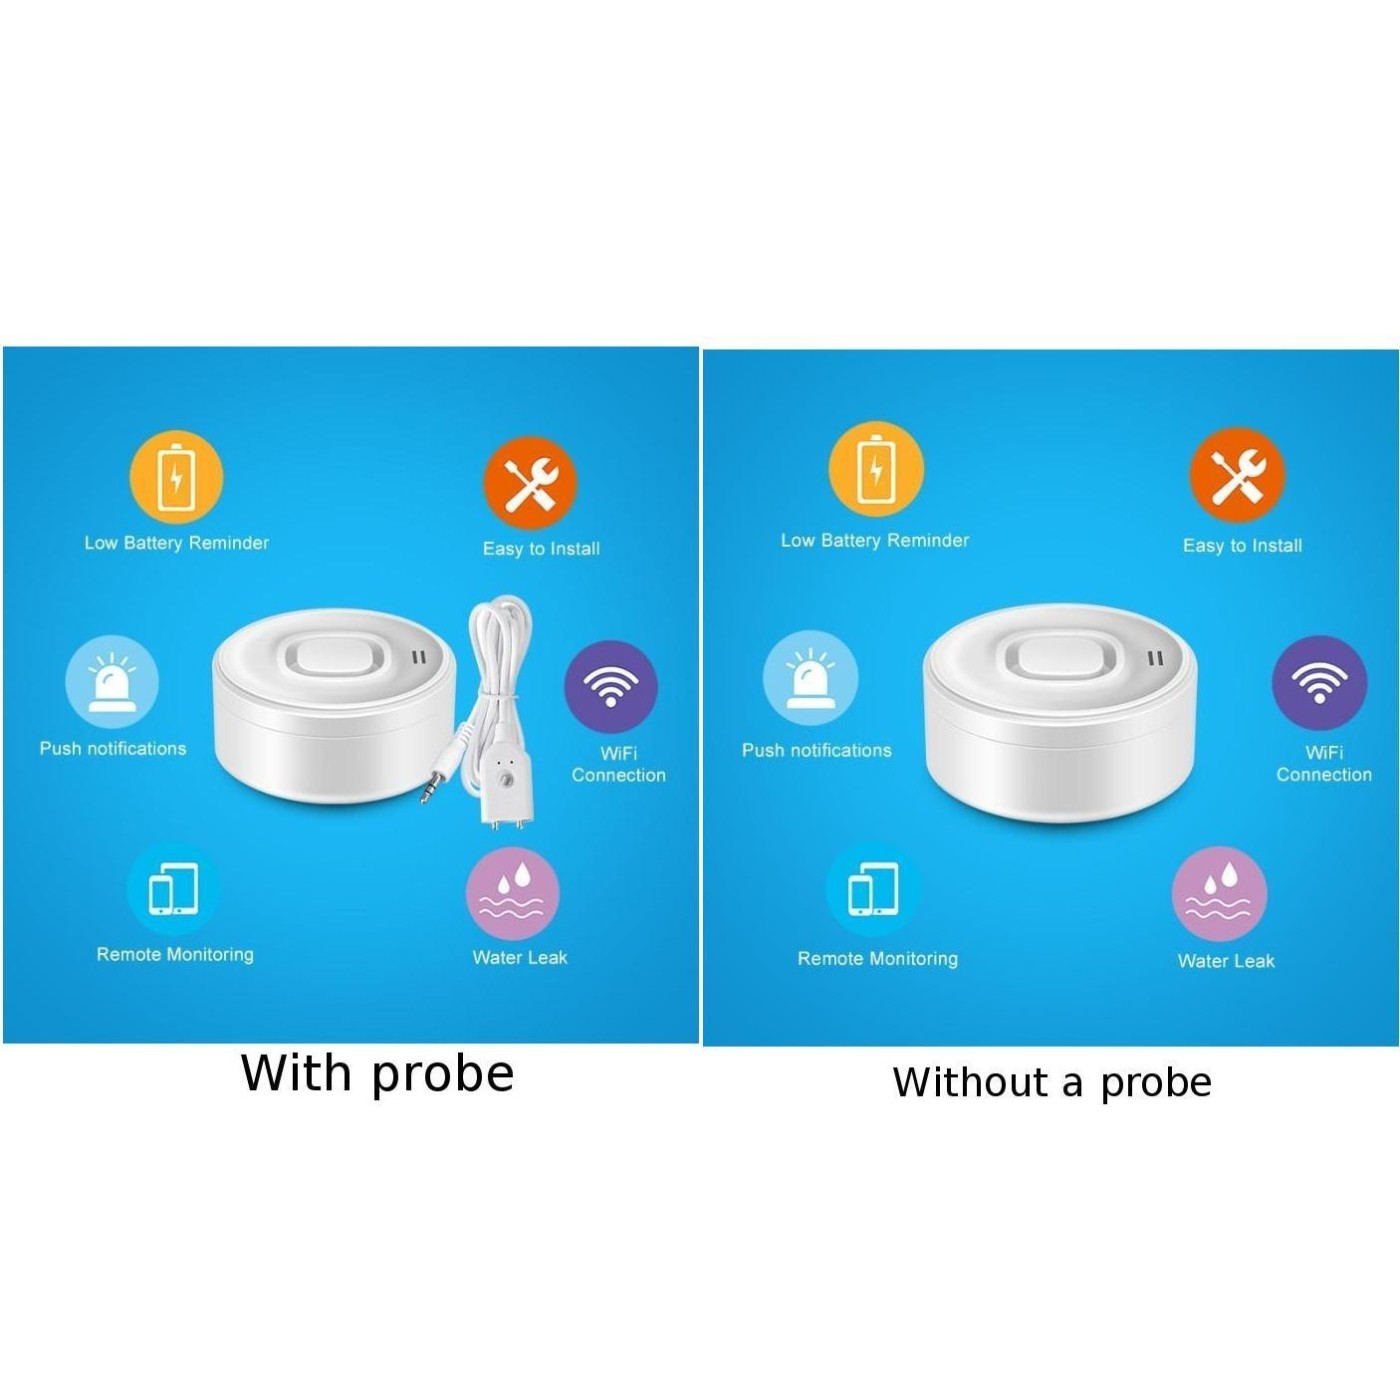 Low Battery Reminder
Easy to Install
Push notifications
WiFi
Connection
Remote Monitoring
Water Leak
With probe
Low Battery Reminder
Easy to Install
Push notifications
WiFi
Connection
Remote Monitoring
Water Leak
Without a probe